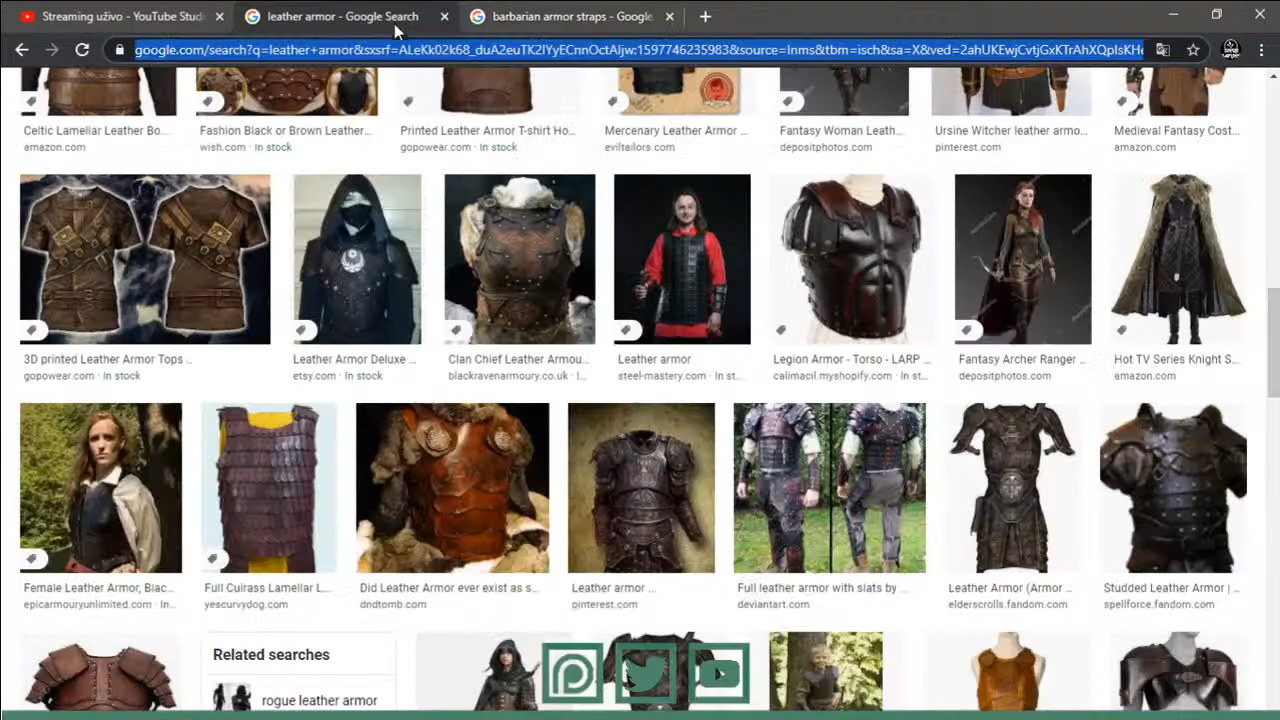 Streaming uživo - YouTube Studi
leather armor - Google Search
barbarian armor straps - Google
google.com/search?q=leather+armor&sxsrf=ALeKk02k68_duA2euTK2IYyECnnOctAIjw:1597746235983&source=lnms&tbm=isch&sa=X&ved=2ahUKEwjCvtjGxKTrAhXQpIsKHe
Celtic Lamellar Leather Bo...
Fashion Black or Brown Leather...
Printed Leather Armor T-shirt Ho...
Mercenary Leather Armor ...
Fantasy Woman Leath...
Ursine Witcher leather armo...
Medieval Fantasy Cost...
amazon.com
wish.com · In stock
gopowear.com · In stock
eviltailors.com
depositphotos.com
pinterest.com
amazon.com
3D printed Leather Armor Tops ..
Leather Armor Deluxe ...
Clan Chief Leather Armou...
Leather armor
Legion Armor - Torso - LARP ...
Fantasy Archer Ranger ...
Hot TV Series Knight S...
gopowear.com · In stock
etsy.com · In stock
blackravenarmoury.co.uk · I...
steel-mastery.com · In st...
calimacil.myshopify.com · In st...
depositphotos.com
amazon.com
Female Leather Armor, Blac...
Full Cuirass Lamellar L...
Did Leather Armor ever exist as s...
Leather armor ...
Full leather armor with slats by ...
Leather Armor (Armor ...
Studded Leather Armor | ...
epicarmouryunlimited.com · In...
yescurvydog.com
dndtomb.com
pinterest.com
deviantart.com
elderscrolls.fandom.com
spellforce.fandom.com
Related searches
rogue leather armor